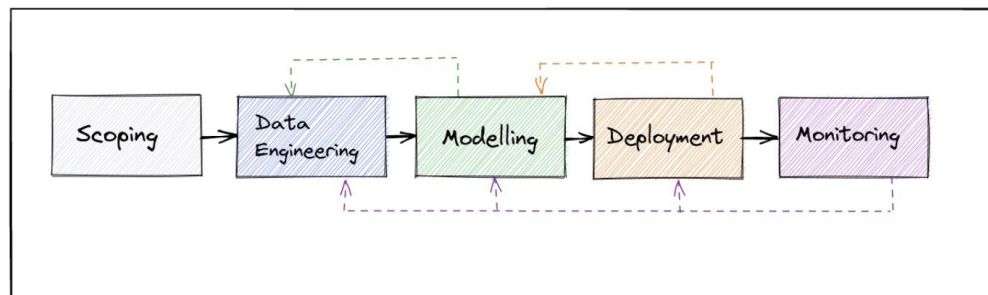 Scoping
Data
Engineering
Modelling
Deployment
Monitoring